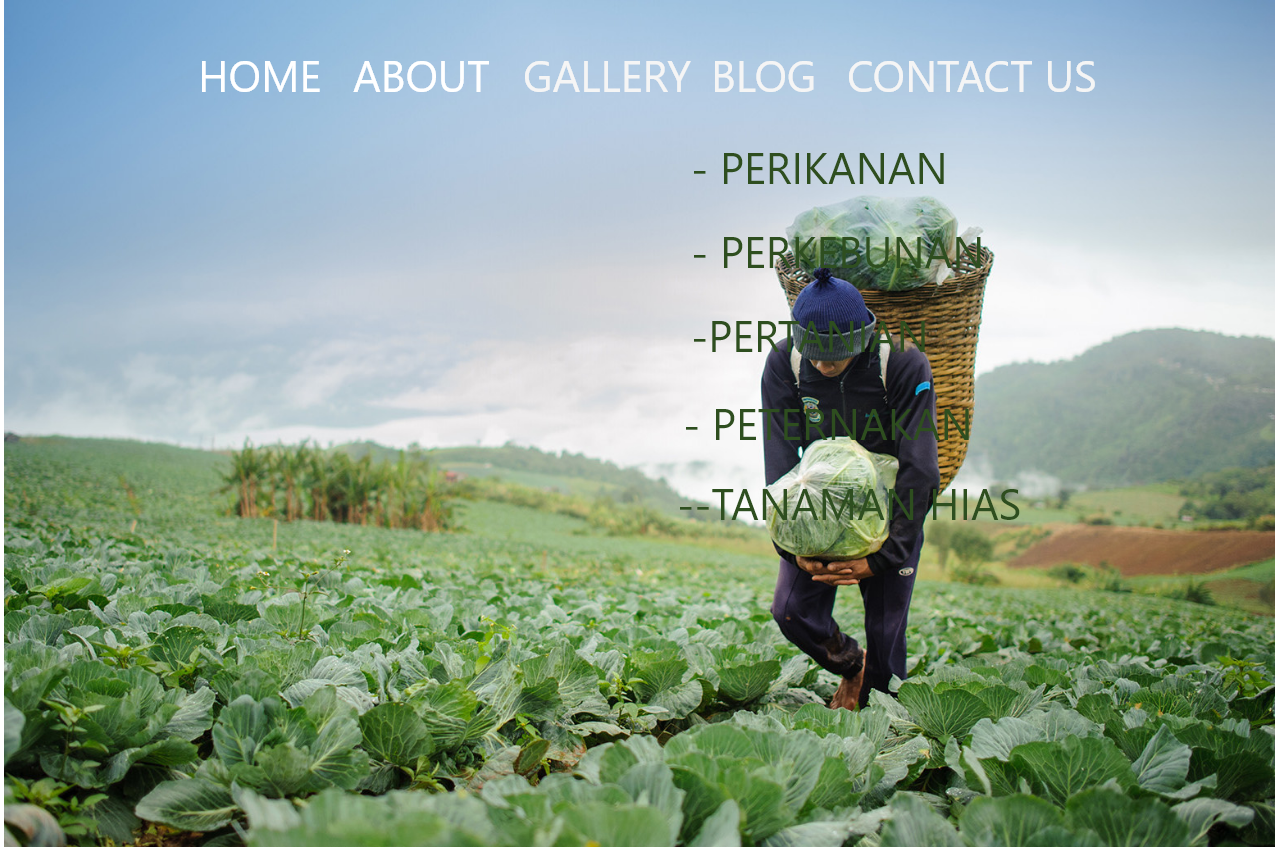 HOME ABOUT GALLERY BLOG CONTACT US
- PERIKANAN
- PERKEBUNAN
-PERTANIAN
- PETERNAKAN
--TANAMAN HIAS